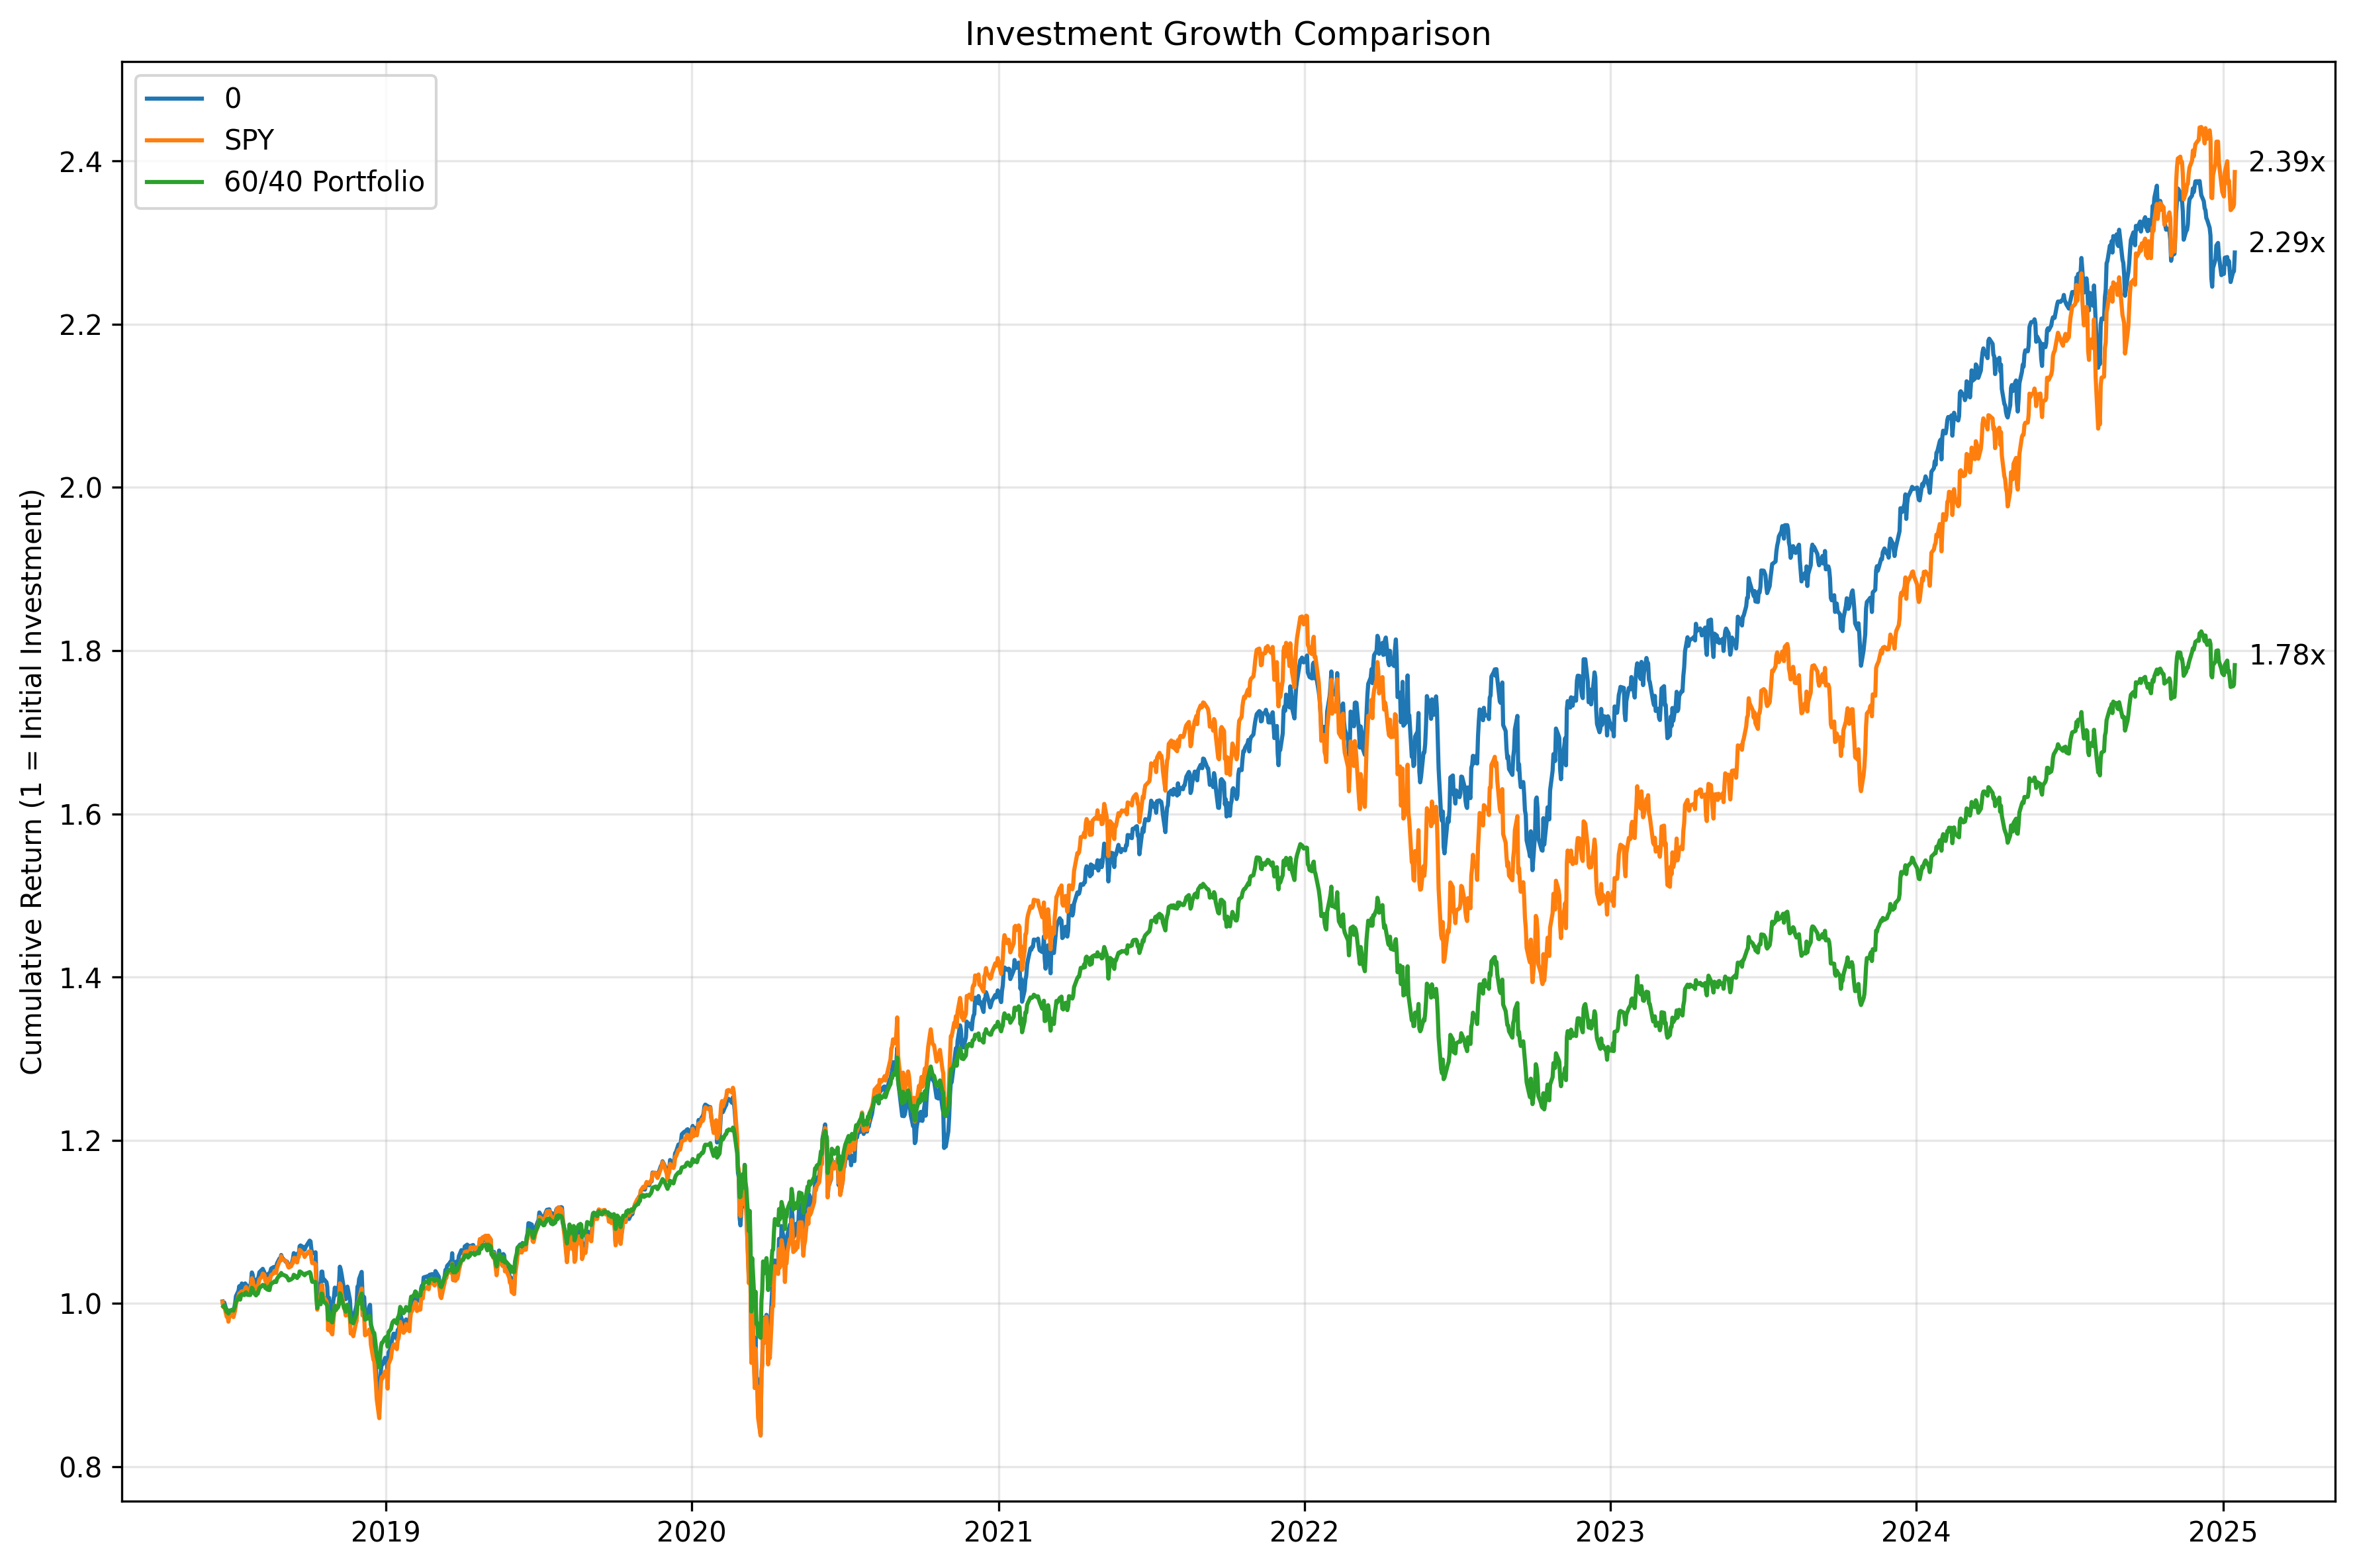 Investment Growth Comparison
0
SPY
60/40 Portfolio
Cumulative Return (1 = Initial Investment)
2.4
2.2
2.0
1.8
1.6
1.4
1.2
1.0
0.8
2.39x
2.29x
1.78x
2019 2020 2021 2022 2023 2024 2025